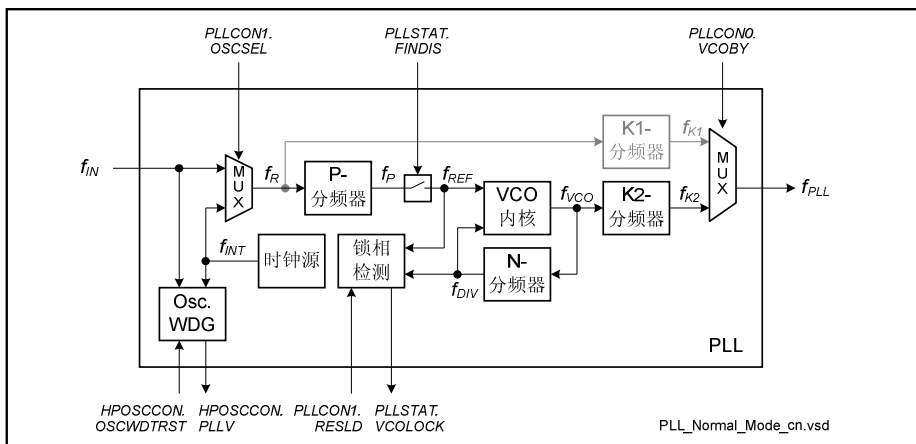 PLLCON1.
OSCSEL
PLLSTAT.
FINDIS
PLLCON0.
VCOBY
K1-
分频器
fK1
fIN
MUX
fR
P-
分频器
fP
fREF
VCO
内核
fVCO
K2-
分频器
fK2
MUX
fPLL
fINT
时钟源
锁相
检测
fDIV
N-
分频器
Osc.
WDG
PLL
HPOSCCON.
OSCWDTRST
HPOSCCON.
PLLV
PLLCON1.
RESLD
PLLSTAT.
VCOLOCK
PLL_Normal_Mode_cn.vsd